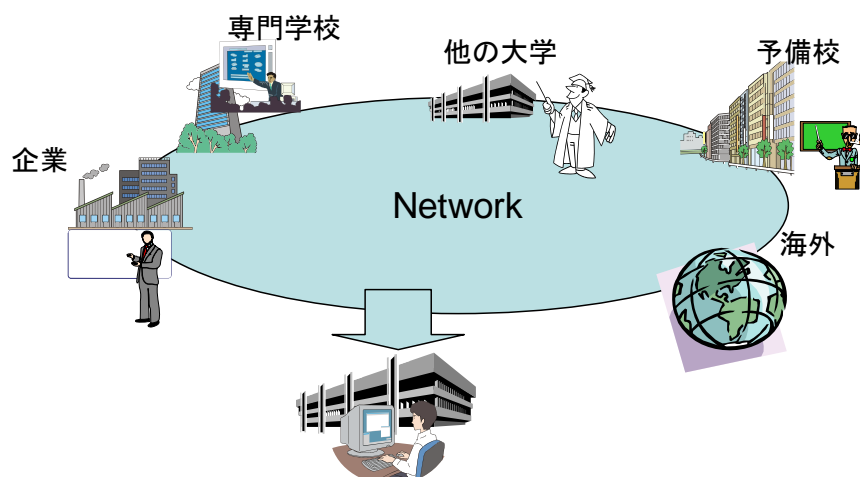 専門学校
他の大学
予備校
企業
Network
海外